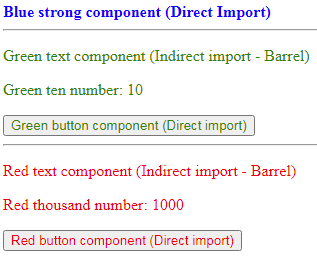 Blue strong component (Direct Import)
Green text component (Indirect import - Barrel)
Green ten number: 10
Green button component (Direct import)
Red text component (Indirect import - Barrel)
Red thousand number: 1000
Red button component (Direct import)